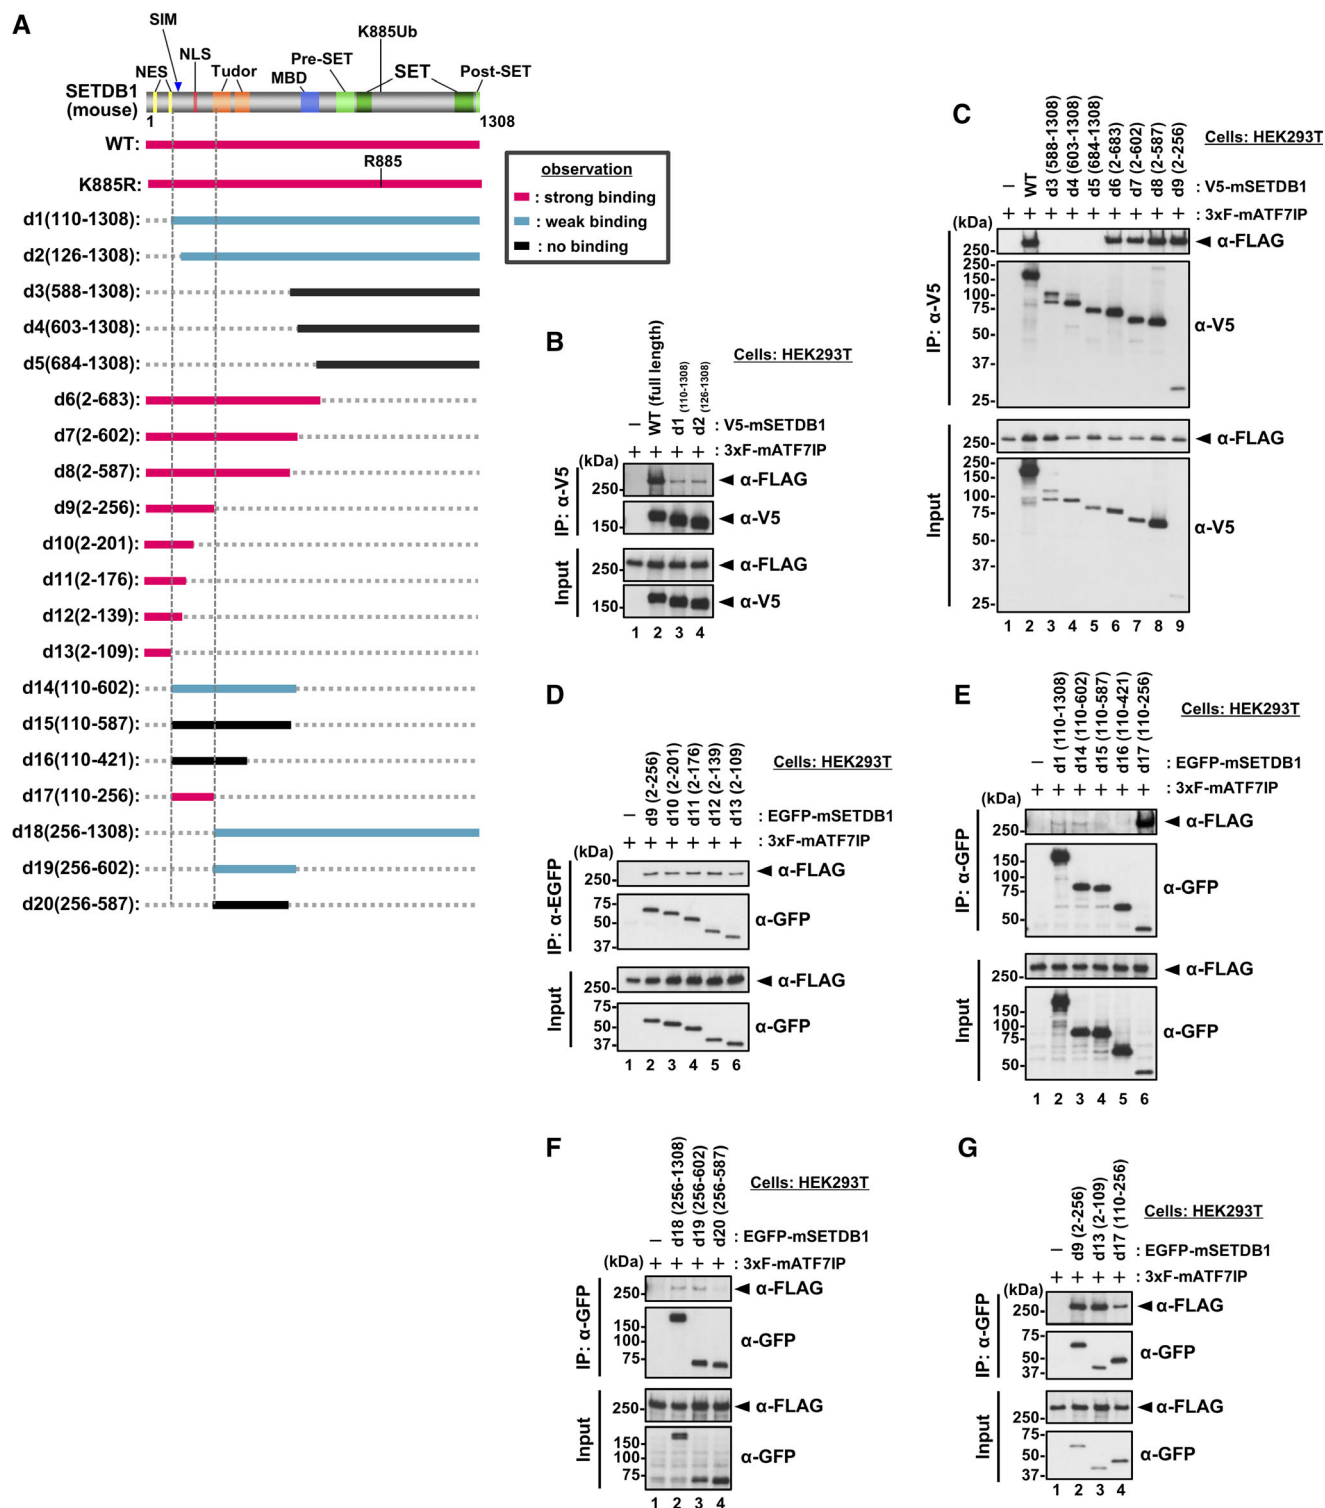 A
SIM
K885Ub
NLS
Pre-SET
NES
Tudor
SET
MBD
Post-SET
SETDB1
(mouse)
1
1308
WT:
R885
K885R:
observation
: strong binding
: weak binding
: no binding
d1(110-1308):
d2(126-1308):
d3(588-1308):
d4(603-1308):
d5(684-1308):
d6(2-683):
d7(2-602):
d8(2-587):
d9(2-256):
d10(2-201):
d11(2-176):
d12(2-139):
d13(2-109):
d14(110-602):
d15(110-587):
d16(110-421):
d17(110-256):
d18(256-1308):
d19(256-602):
d20(256-587):
B
Cells: HEK293T
– WT (full length) d1 (110-1308) d2 (126-1308) : V5-mSETDB1
+ + + + : 3xF-mATF7IP
(kDa)
IP: α-V5
250- α-FLAG
150- α-V5
Input
250- α-FLAG
150- α-V5
1 2 3 4
C
Cells: HEK293T
– WT d3 (588-1308) d4 (603-1308) d5 (684-1308) d6 (2-683) d7 (2-602) d8 (2-587) d9 (2-256) : V5-mSETDB1
+ + + + + + + + + : 3xF-mATF7IP
(kDa)
IP: α-V5
250- α-FLAG
250-
150-
100-
75-
α-V5
50-
37-
25-
Input
250- α-FLAG
250-
150-
100-
75-
α-V5
50-
37-
25-
1 2 3 4 5 6 7 8 9
D
Cells: HEK293T
– d9 (2-256) d10 (2-201) d11 (2-176) d12 (2-139) d13 (2-109) : EGFP-mSETDB1
+ + + + + + : 3xF-mATF7IP
(kDa)
IP: α-EGFP
250- α-FLAG
75-
50- α-GFP
37-
Input
250- α-FLAG
75-
50- α-GFP
37-
1 2 3 4 5 6
E
Cells: HEK293T
– d1 (110-1308) d14 (110-602) d15 (110-587) d16 (110-421) d17 (110-256) : EGFP-mSETDB1
+ + + + + + : 3xF-mATF7IP
(kDa)
IP: α-GFP
250- α-FLAG
150-
100-
75- α-GFP
50-
Input
250- α-FLAG
150-
100-
75- α-GFP
50-
1 2 3 4 5 6
F
Cells: HEK293T
– d18 (256-1308) d19 (256-602) d20 (256-587) : EGFP-mSETDB1
(kDa) + + + + : 3xF-mATF7IP
IP: α-GFP
250- α-FLAG
150-
100- α-GFP
75-
Input
250- α-FLAG
150-
100- α-GFP
75-
1 2 3 4
G
Cells: HEK293T
– d9 (2-256) d13 (2-109) d17 (110-256) : EGFP-mSETDB1
+ + + + : 3xF-mATF7IP
(kDa)
IP: α-GFP
250- α-FLAG
75-
50- α-GFP
37-
Input
250- α-FLAG
75-
50- α-GFP
37-
1 2 3 4